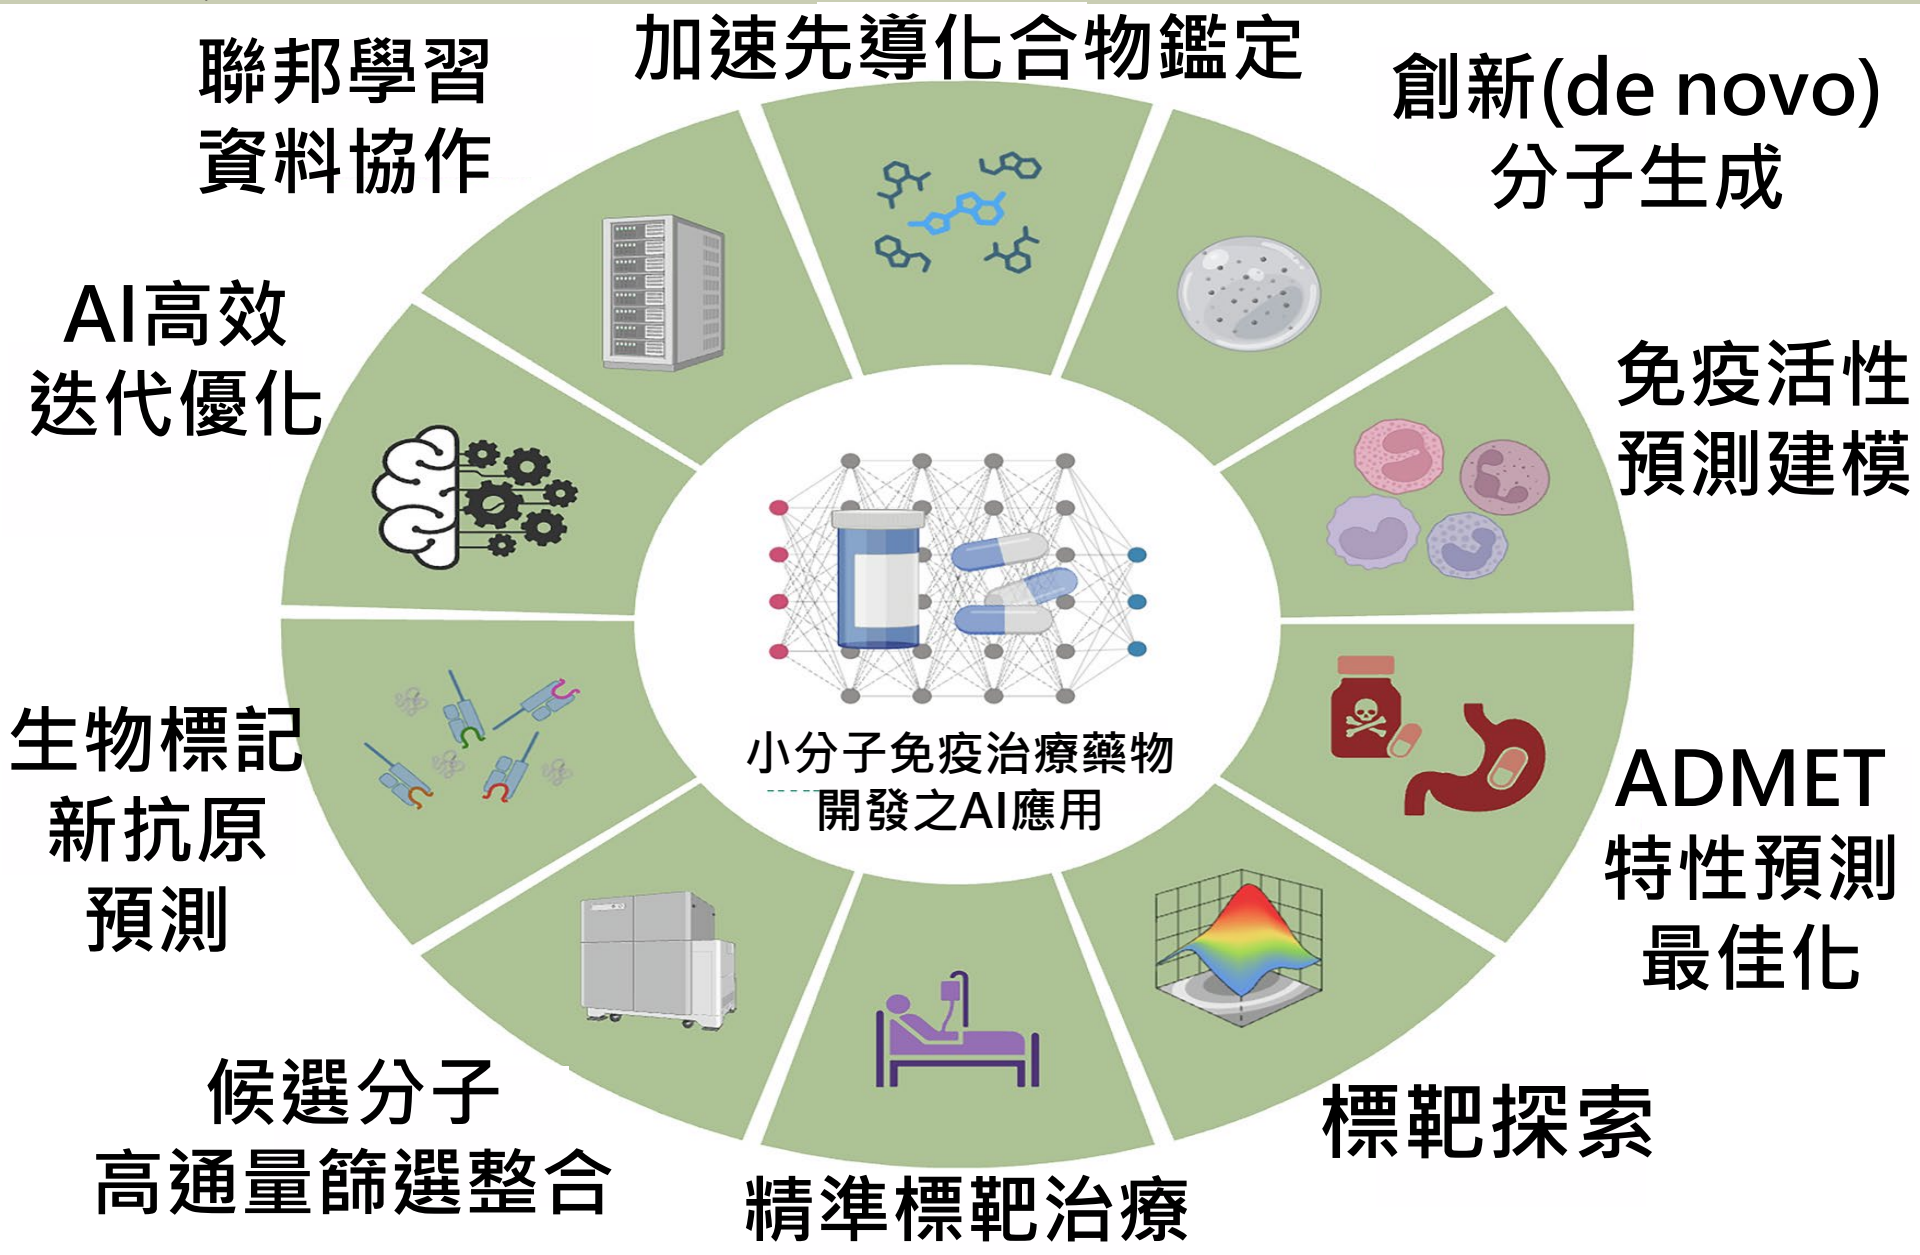 加速先導化合物鑑定
創新(de novo)
分子生成
免疫活性
預測建模
ADMET
特性預測
最佳化
標靶探索
精準標靶治療
候選分子
高通量篩選整合
生物標記
新抗原
預測
AI高效
迭代優化
聯邦學習
資料協作
小分子免疫治療藥物
開發之AI應用